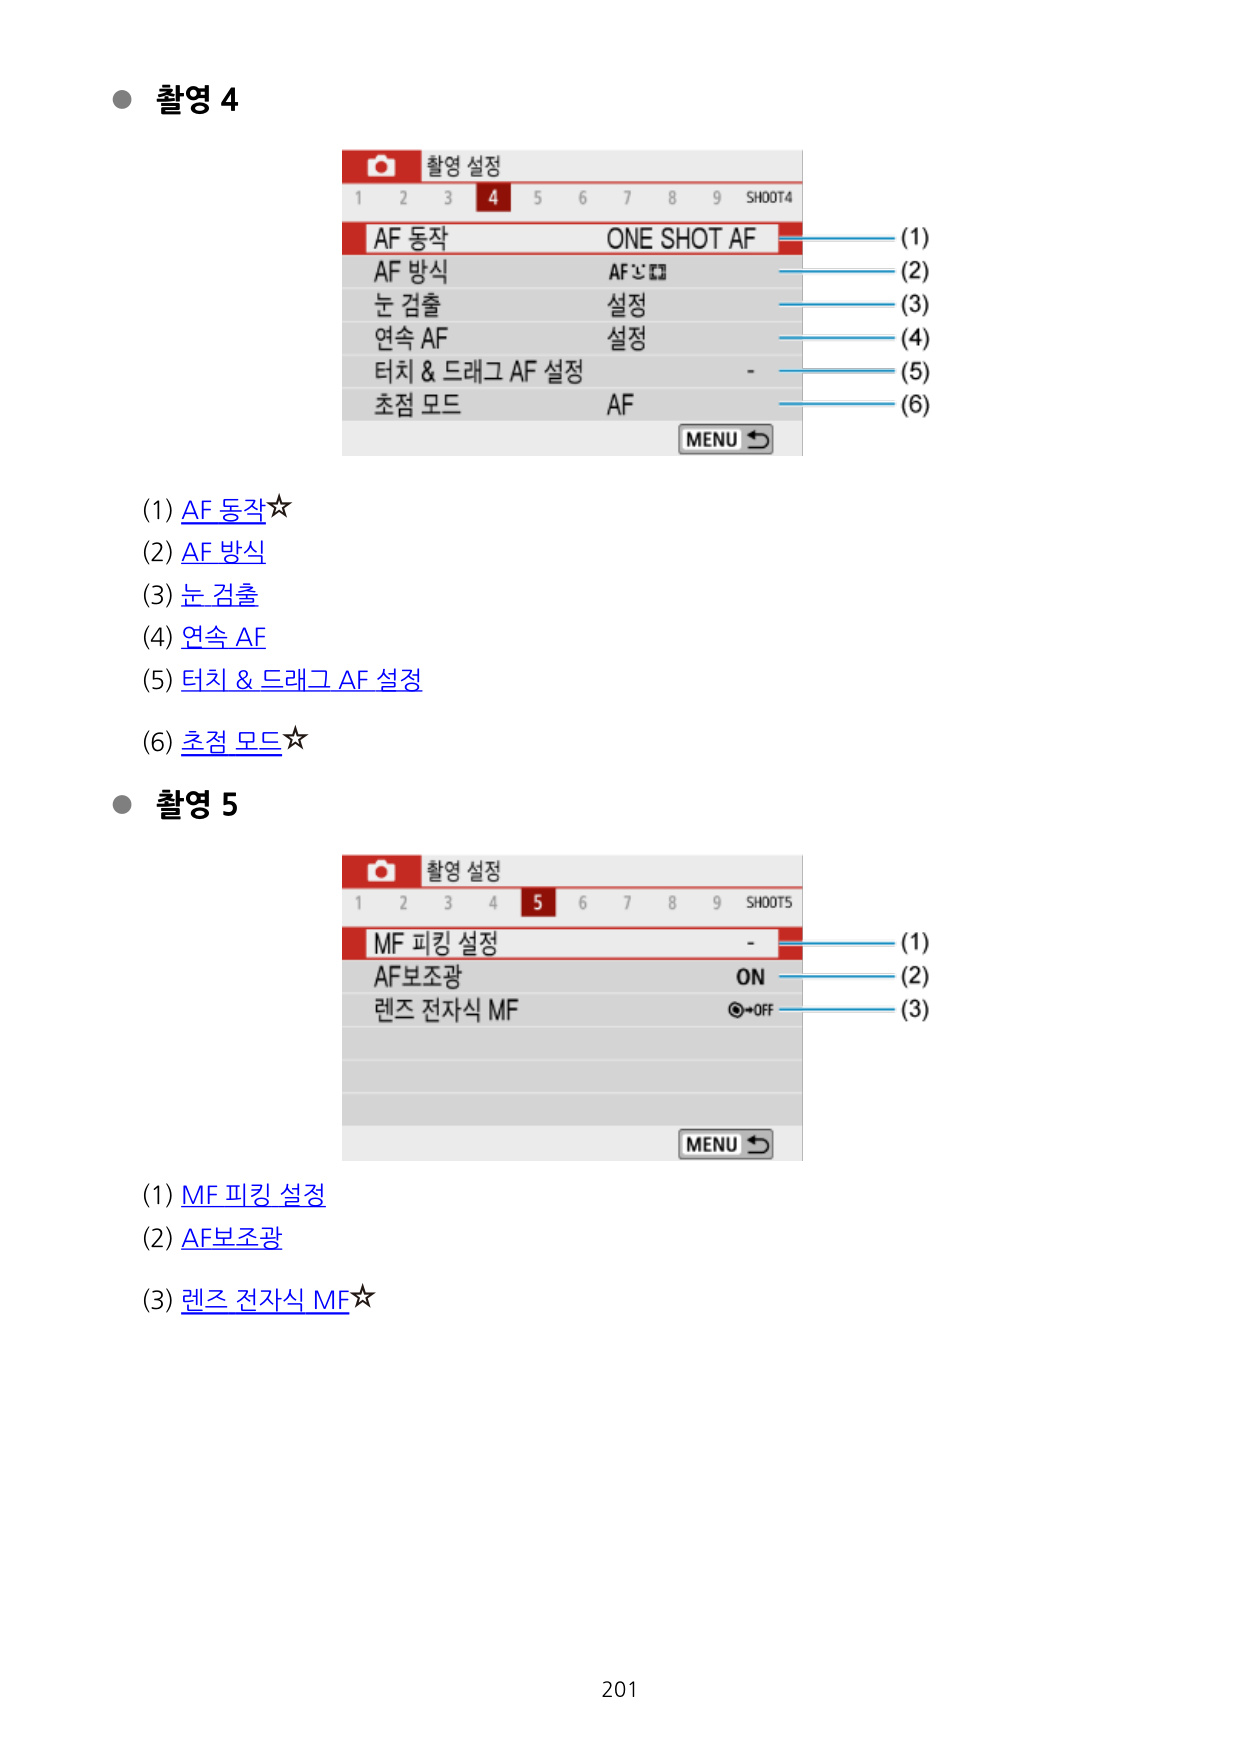 ● 촬영 4
촬영 설정
1 2 3 4 5 6 7 8 9 SHOOT4
AF 동작 ONE SHOT AF (1)
AF 방식 AF (2)
눈 검출 설정 (3)
연속 AF 설정 (4)
터치 & 드래그 AF 설정 - (5)
초점 모드 AF (6)
MENU
(1) AF 동작☆
(2) AF 방식
(3) 눈 검출
(4) 연속 AF
(5) 터치 & 드래그 AF 설정
(6) 초점 모드☆
● 촬영 5
촬영 설정
1 2 3 4 5 6 7 8 9 SHOOT5
MF 피킹 설정 - (1)
AF보조광 ON (2)
렌즈 전자식 MF ◉→OFF (3)
MENU
(1) MF 피킹 설정
(2) AF보조광
(3) 렌즈 전자식 MF☆
201